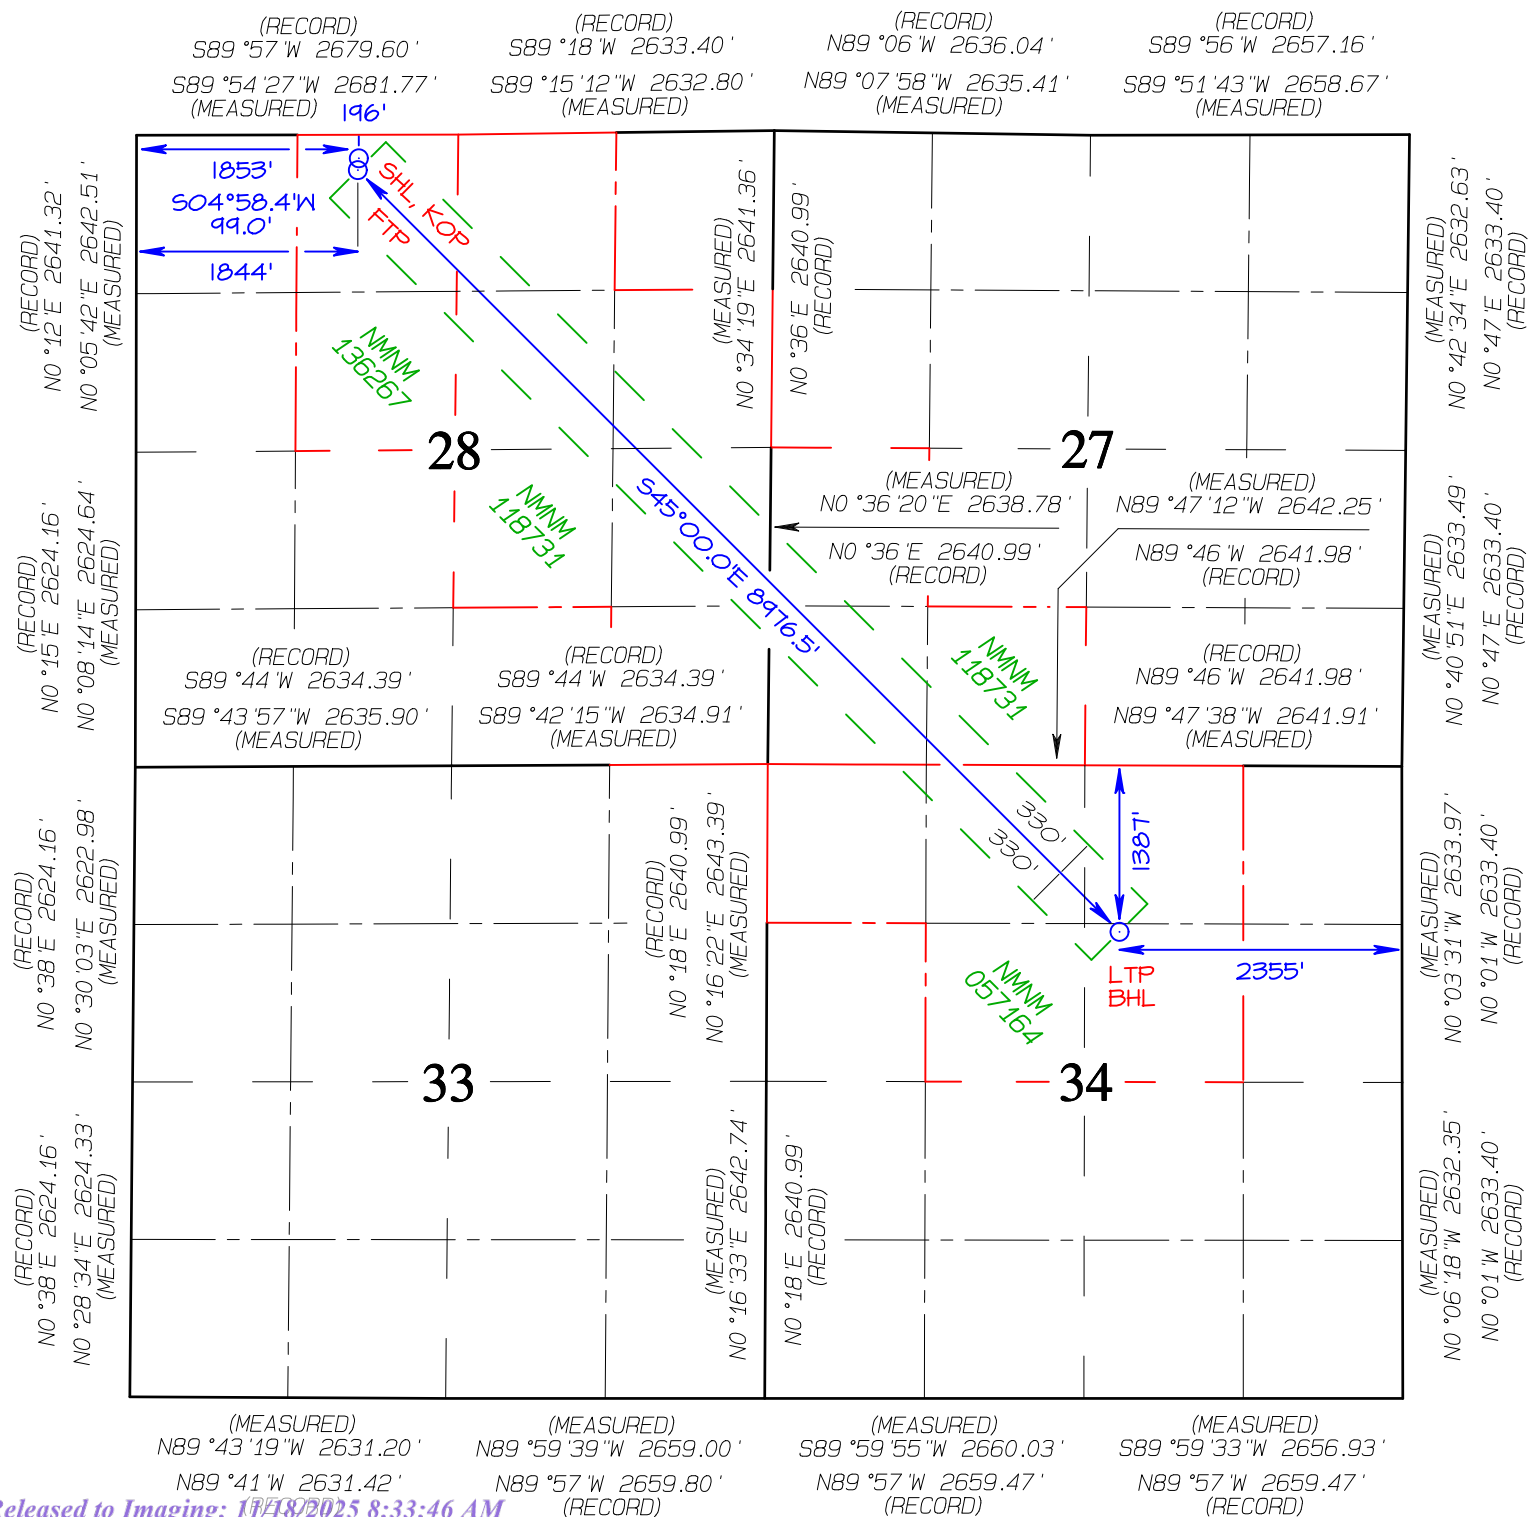 (RECORD)
S89°57'W 2679.60'
S89°54'27"W 2681.77'
(MEASURED)
(RECORD)
S89°18'W 2633.40'
S89°15'12"W 2632.80'
(MEASURED)
(RECORD)
N89°06'W 2636.04'
N89°07'58"W 2635.41'
(MEASURED)
(RECORD)
S89°56'W 2657.16'
S89°51'43"W 2658.67'
(MEASURED)
196'
1853'
S04°58.4'W
99.0'
1844'
SHL, KOP
FTP
(RECORD)
N0°12'E 2641.32'
N0°05'42"E 2642.51'
(MEASURED)
(MEASURED)
N0°34'19"E 2641.36'
N0°36'E 2640.99'
(RECORD)
(MEASURED)
N0°42'34"E 2632.63'
N0°47'E 2633.40'
(RECORD)
NMNM
136267
28
27
NMNM
118731
S45°00.0'E 8976.5'
(MEASURED)
N0°36'20"E 2638.78'
N0°36'E 2640.99'
(RECORD)
(MEASURED)
N89°47'12"W 2642.25'
N89°46'W 2641.98'
(RECORD)
(RECORD)
N0°15'E 2624.16'
N0°08'14"E 2624.64'
(MEASURED)
(MEASURED)
N0°40'51"E 2633.49'
N0°47'E 2633.40'
(RECORD)
NMNM
118731
(RECORD)
S89°44'W 2634.39'
S89°43'57"W 2635.90'
(MEASURED)
(RECORD)
S89°44'W 2634.39'
S89°42'15"W 2634.91'
(MEASURED)
(RECORD)
N89°46'W 2641.98'
N89°47'38"W 2641.91'
(MEASURED)
330'
330'
1387'
2355'
LTP
BHL
NMNM
057164
(RECORD)
N0°38'E 2624.16'
N0°30'03"E 2622.98'
(MEASURED)
(RECORD)
N0°18'E 2640.99'
N0°16'22"E 2643.39'
(MEASURED)
(MEASURED)
N0°03'31"W 2633.97'
N0°01'W 2633.40'
(RECORD)
33
34
(RECORD)
N0°38'E 2624.16'
N0°28'34"E 2624.33'
(MEASURED)
(MEASURED)
N0°16'33"E 2642.74'
N0°18'E 2640.99'
(RECORD)
(MEASURED)
N0°06'18"W 2632.35'
N0°01'W 2633.40'
(RECORD)
(MEASURED)
N89°43'19"W 2631.20'
N89°41'W 2631.42'
(RECORD)
(MEASURED)
N89°59'39"W 2659.00'
N89°57'W 2659.80'
(RECORD)
(MEASURED)
S89°59'55"W 2660.03'
N89°57'W 2659.47'
(RECORD)
(MEASURED)
S89°59'33"W 2656.93'
N89°57'W 2659.47'
(RECORD)
Released to Imaging: 11/18/2025 8:33:46 AM